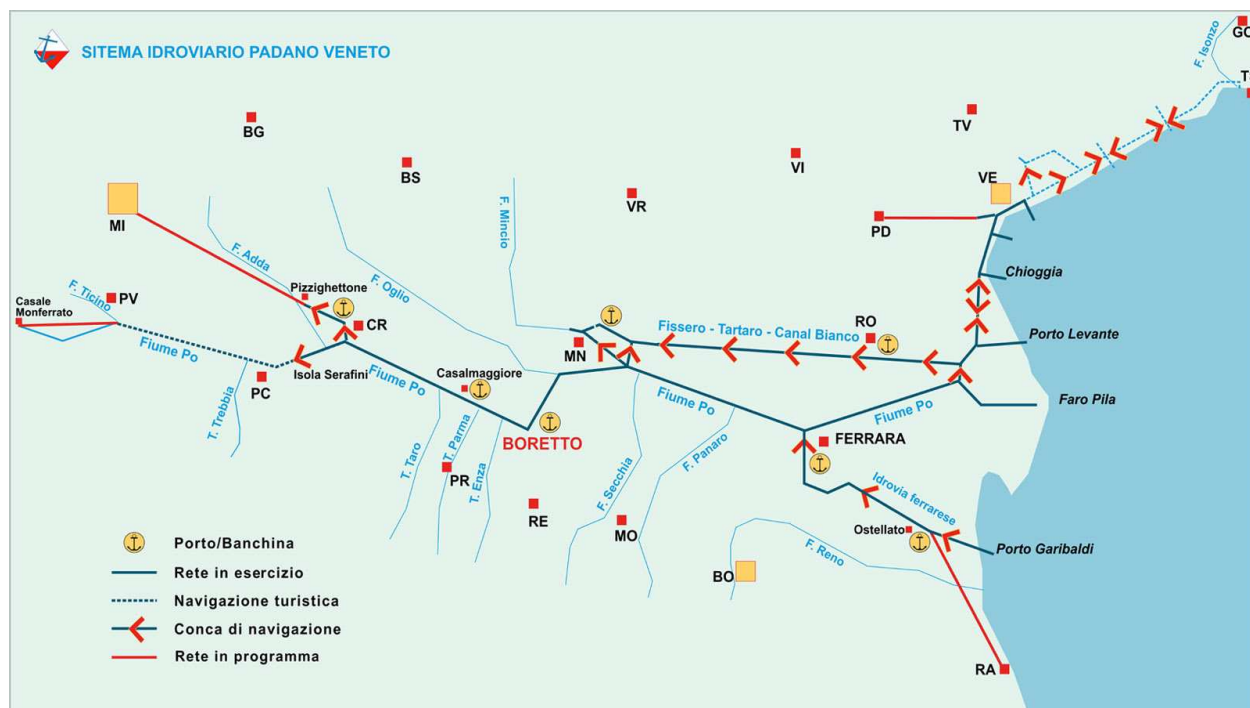 SITEMA IDROVIARIO PADANO VENETO
GO
F. Isonzo
BG
TV
BS
VI
F. Mincio
VR
VE
MI
PD
F. Adda
F. Oglio
Chioggia
Pizzighettone
F. Ticino
PV
Casale
Monferrato
CR
Fissero - Tartaro - Canal Bianco
RO
Porto Levante
MN
Fiume Po
Isola Serafini
PC
Fiume Po
Casalmaggiore
Fiume Po
Faro Pila
Fiume Po
T. Trebbia
BORETTO
FERRARA
T. Taro
T. Parma
T. Enza
PR
F. Secchia
F. Panaro
Idrovia ferrarese
RE
MO
Ostellato
Porto Garibaldi
BO
F. Reno
RA
Porto/Banchina
Rete in esercizio
Navigazione turistica
Conca di navigazione
Rete in programma